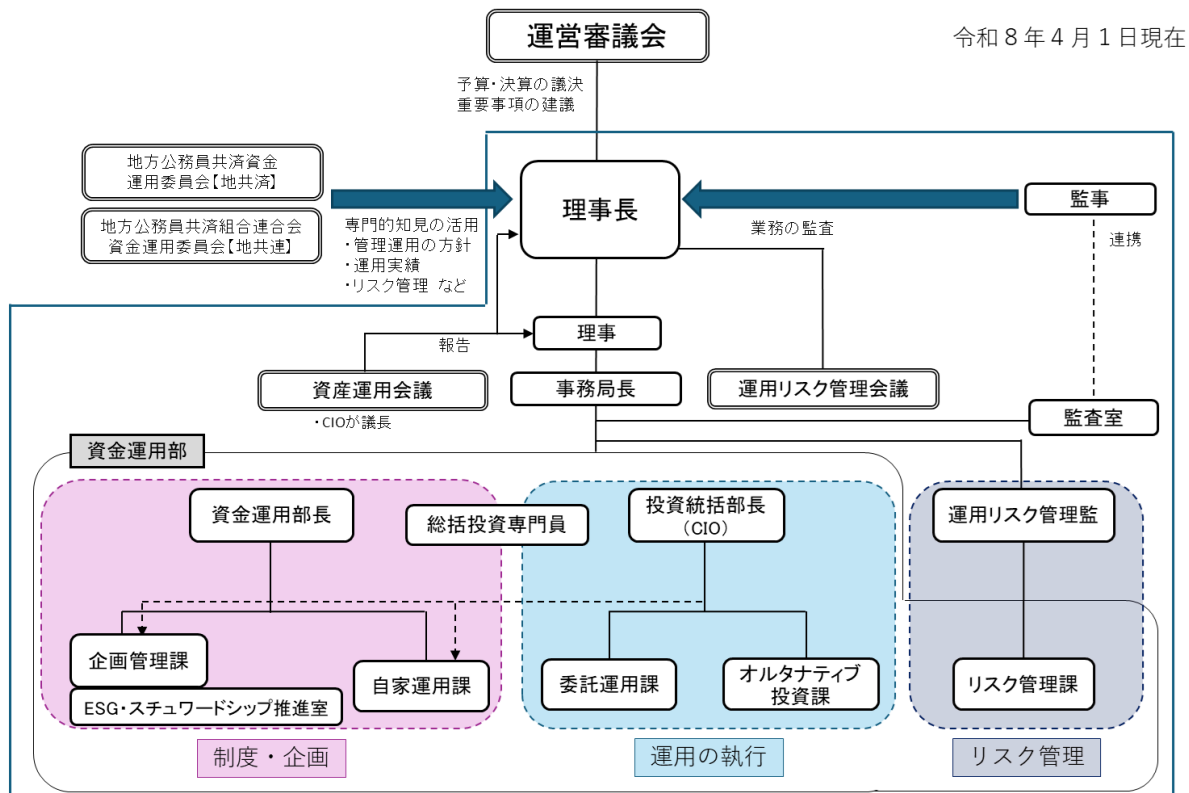 運営審議会
令和８年４月１日現在
予算・決算の議決
重要事項の建議
地方公務員共済資金
運用委員会【地共済】
地方公務員共済組合連合会
資金運用委員会【地共連】
専門的知見の活用
・管理運用の方針
・運用実績
・リスク管理 など
理事長
業務の監査
監事
連携
理事
報告
資産運用会議
・CIOが議長
事務局長
運用リスク管理会議
監査室
資金運用部
資金運用部長
総括投資専門員
投資統括部長
（CIO）
運用リスク管理監
企画管理課
ESG・スチュワードシップ推進室
自家運用課
委託運用課
オルタナティブ
投資課
リスク管理課
制度・企画
運用の執行
リスク管理